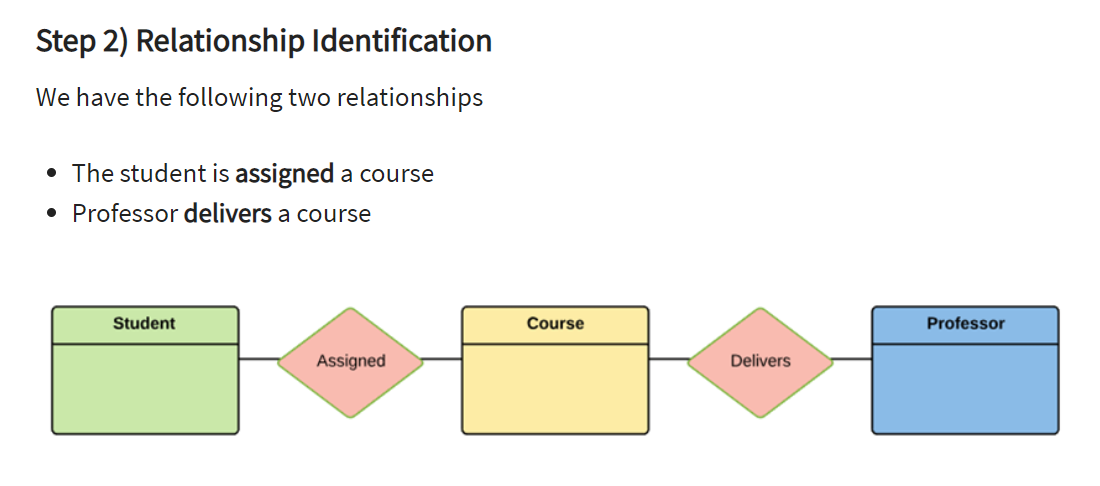 Step 2) Relationship Identification
We have the following two relationships
The student is assigned a course
Professor delivers a course
Student
Assigned
Course
Delivers
Professor